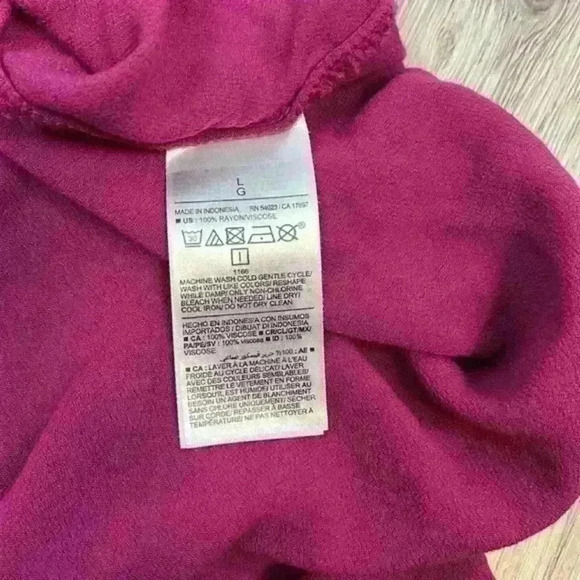 L
G
MADE IN INDONESIA RN 54023 / CA 17897
■ US : 100% RAYON/VISCOSE
30
I
1166
MACHINE WASH COLD GENTLE CYCLE/
WASH WITH LIKE COLORS/ RESHAPE
WHILE DAMP/ ONLY NON-CHLORINE
BLEACH WHEN NEEDED/ LINE DRY/
COOL IRON/ DO NOT DRY CLEAN
HECHO EN INDONESIA CON INSUMOS
IMPORTADOS / DIBUAT DI INDONESIA
■ CA : 100% VISCOSE ■ CR/CL/GT/MX/
PA/PE/SV : 100% VISCOSE ■ ID : 100%
VISCOSE
■ AE : %100
■ CA : LAVER À LA MACHINE À L'EAU
FROIDE AU CYCLE DÉLICAT/ LAVER
AVEC DES COULEURS SEMBLABLES/
REMETTRE LE VÊTEMENT EN FORME
LORSQU'IL EST HUMIDE/ UTILISER AU
BESOIN UN AGENT DE BLANCHIMENT
SANS CHLORE UNIQUEMENT/ SÉCHER
SUR CORDE/ REPASSER À BASSE
TEMPÉRATURE/ NE PAS NETTOYER À